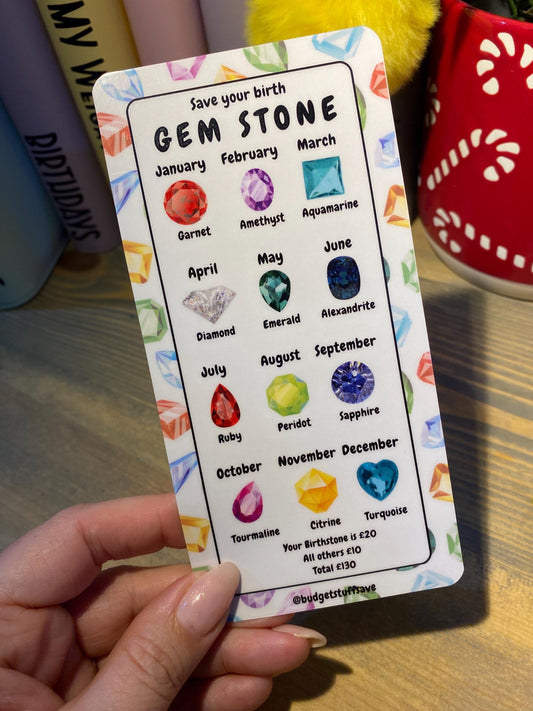 MY WEE
BIRTHDAYS
Save your birth
GEM STONE
January February March
Garnet Amethyst Aquamarine
April May June
Diamond Emerald Alexandrite
July August September
Ruby Peridot Sapphire
October November December
Tourmaline Citrine Turquoise
Your Birthstone is £20
All others £10
Total £130
@budgetstuffsave